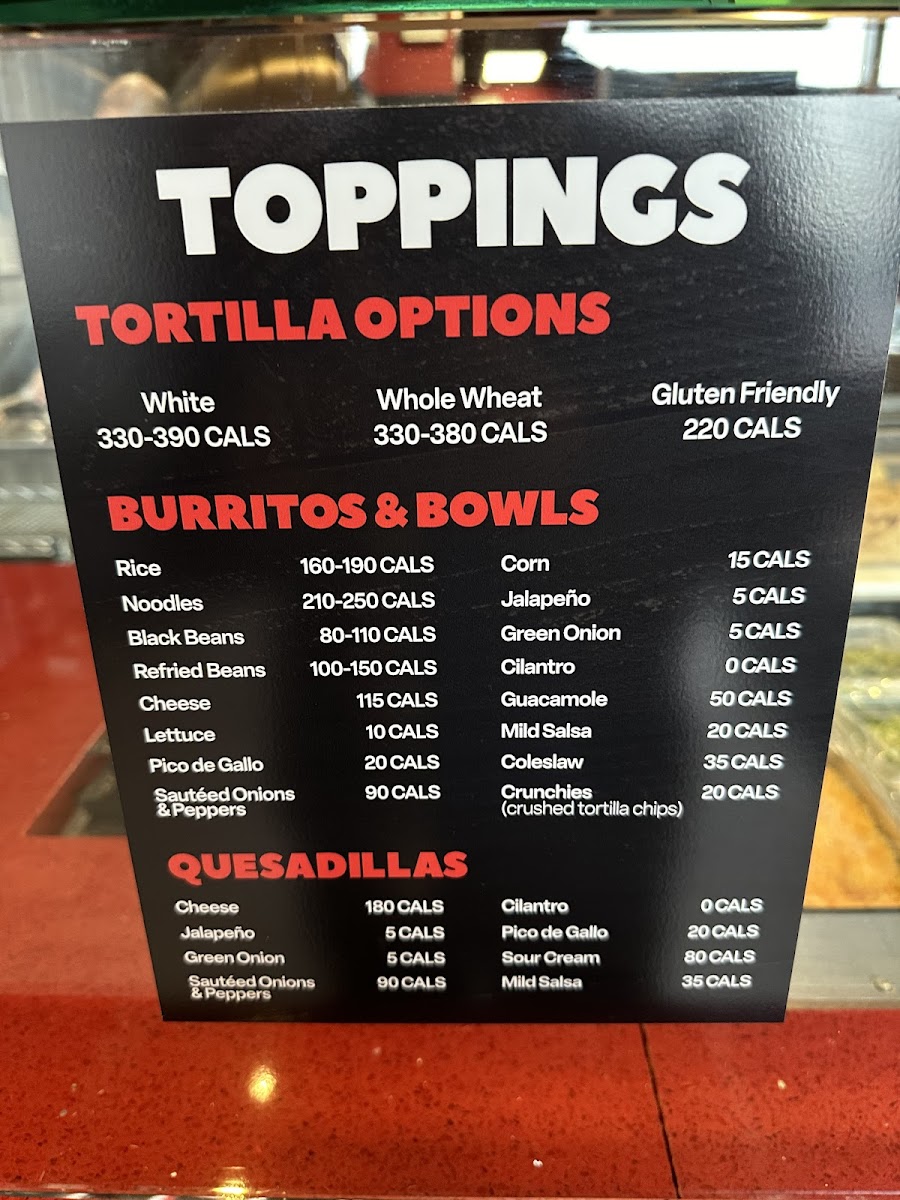 TOPPINGS
TORTILLA OPTIONS
White
330-390 CALS
Whole Wheat
330-380 CALS
Gluten Friendly
220 CALS
BURRITOS & BOWLS
Rice 160-190 CALS
Noodles 210-250 CALS
Black Beans 80-110 CALS
Refried Beans 100-150 CALS
Cheese 115 CALS
Lettuce 10 CALS
Pico de Gallo 20 CALS
Sautéed Onions 90 CALS
& Peppers
Corn 15 CALS
Jalapeño 5 CALS
Green Onion 5 CALS
Cilantro 0 CALS
Guacamole 50 CALS
Mild Salsa 20 CALS
Coleslaw 35 CALS
Crunchies 20 CALS
(crushed tortilla chips)
QUESADILLAS
Cheese 180 CALS
Jalapeño 5 CALS
Green Onion 5 CALS
Sautéed Onions 90 CALS
& Peppers
Cilantro 0 CALS
Pico de Gallo 20 CALS
Sour Cream 80 CALS
Mild Salsa 35 CALS